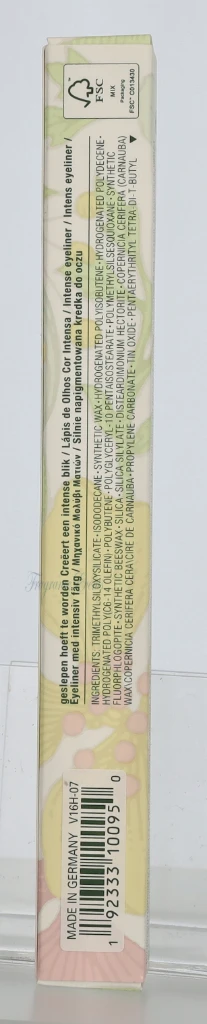 geslepen hoeft te worden Creëert een intense blik / Lápis de Olhos Cor Intensa / Intense eyeliner / Intens eyeliner /
Eyeliner med intensiv färg / Μηχανικό Μολύβι Ματιών / Silnie napigmentowana kredka do oczu
INGREDIENTS: TRIMETHYLSILOXYSILICATE•ISODODECANE•SYNTHETIC WAX•HYDROGENATED POLYISOBUTENE•HYDROGENATED POLYDECENE•
HYDROGENATED POLY(C6-14 OLEFIN)•POLYBUTENE•POLYGLYCERYL-10 PENTAISOSTEARATE•POLYMETHYLSILSESQUIOXANE•SYNTHETIC
FLUORPHLOGOPITE•SYNTHETIC BEESWAX•SILICA•SILICA SILYLATE•DISTEARDIMONIUM HECTORITE•COPERNICIA CERIFERA (CARNAUBA)
WAX\COPERNICIA CERIFERA CERA\CIRE DE CARNAUBA•PROPYLENE CARBONATE•TIN OXIDE•PENTAERYTHRITYL TETRA-DI-T-BUTYL ▼
FSC
MIX
Packaging
FSC® C013430
MADE IN GERMANY V16H-07
1 92333 10095 0